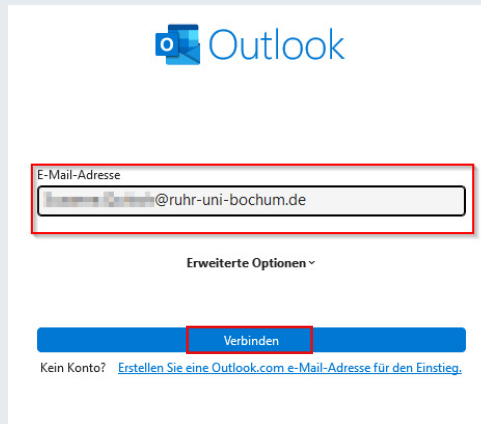 Outlook
E-Mail-Adresse
@ruhr-uni-bochum.de
Erweiterte Optionen
Verbinden
Kein Konto? Erstellen Sie eine Outlook.com e-Mail-Adresse für den Einstieg.